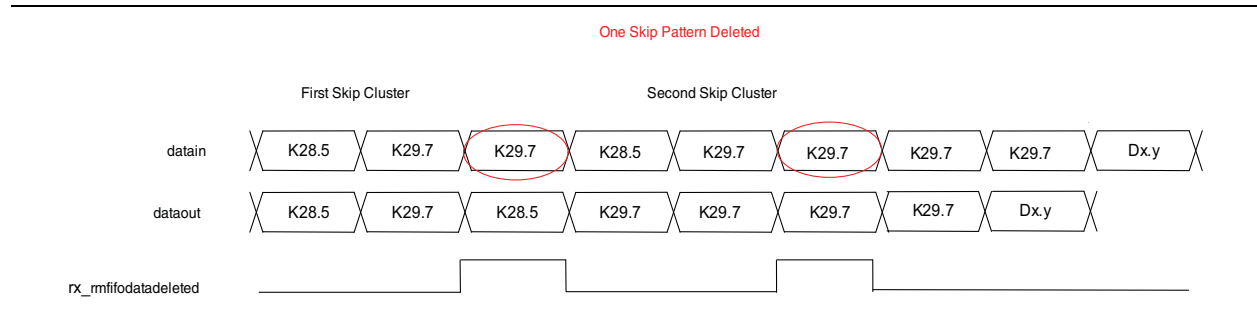 One Skip Pattern Deleted
First Skip Cluster Second Skip Cluster
datain K28.5 K29.7 K29.7 K28.5 K29.7 K29.7 K29.7 K29.7 Dx.y
dataout K28.5 K29.7 K28.5 K29.7 K29.7 K29.7 K29.7 Dx.y
rx_rmfifodatadeleted